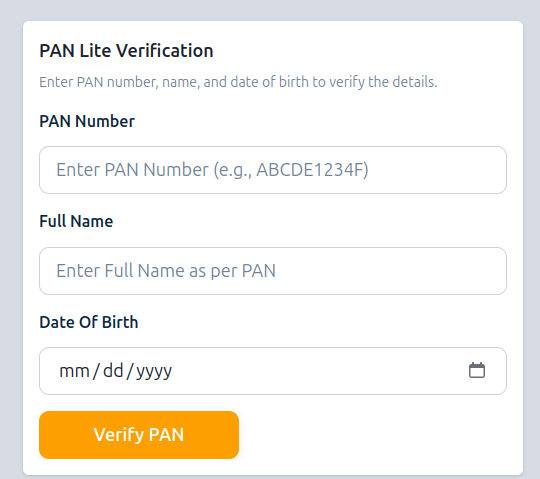 PAN Lite Verification
Enter PAN number, name, and date of birth to verify the details.
PAN Number
Enter PAN Number (e.g., ABCDE1234F)
Full Name
Enter Full Name as per PAN
Date Of Birth
mm/dd/yyyy
Verify PAN